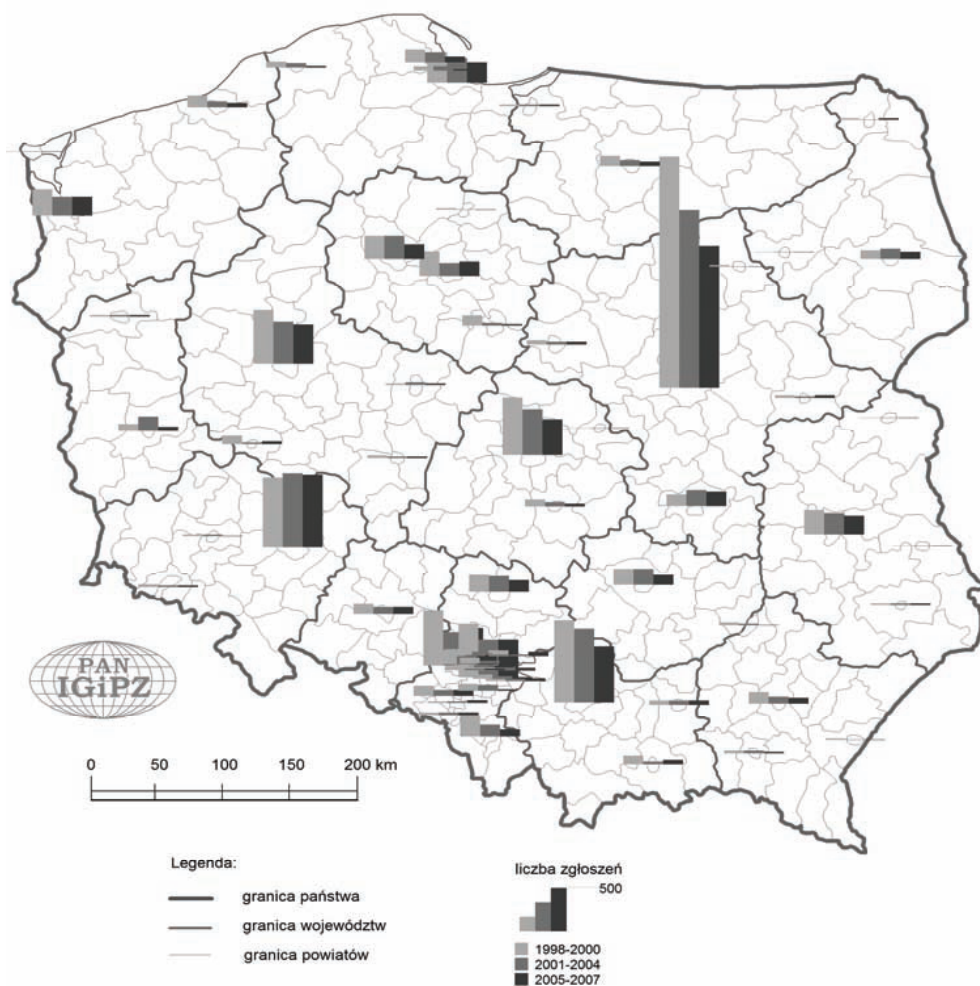 PAN
IGiPZ
0 50 100 150 200 km
Legenda:
granica państwa
granica województw
granica powiatów
liczba zgłoszeń
500
1998-2000
2001-2004
2005-2007